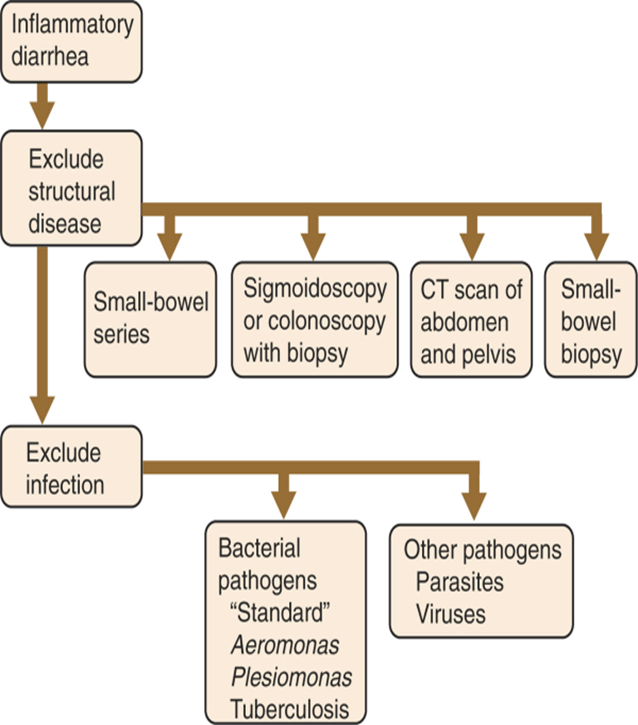 Inflammatory
diarrhea
Exclude
structural
disease
Small-bowel
series
Sigmoidoscopy
or colonoscopy
with biopsy
CT scan of
abdomen
and pelvis
Small-
bowel
biopsy
Exclude
infection
Bacterial
pathogens
“Standard”
Aeromonas
Plesiomonas
Tuberculosis
Other pathogens
Parasites
Viruses